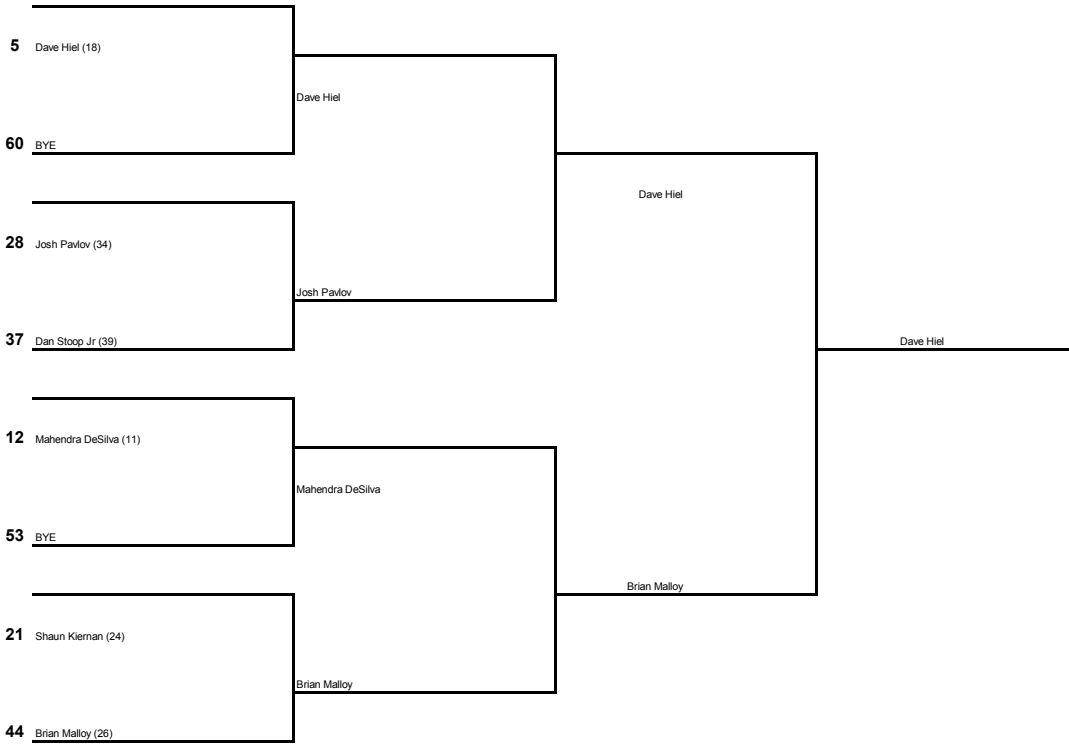 5 Dave Hiel (18)
Dave Hiel
60 BYE
Dave Hiel
28 Josh Pavlov (34)
Josh Pavlov
37 Dan Stoop Jr (39)
Dave Hiel
12 Mahendra DeSilva (11)
Mahendra DeSilva
53 BYE
Brian Malloy
21 Shaun Kiernan (24)
Brian Malloy
44 Brian Malloy (26)